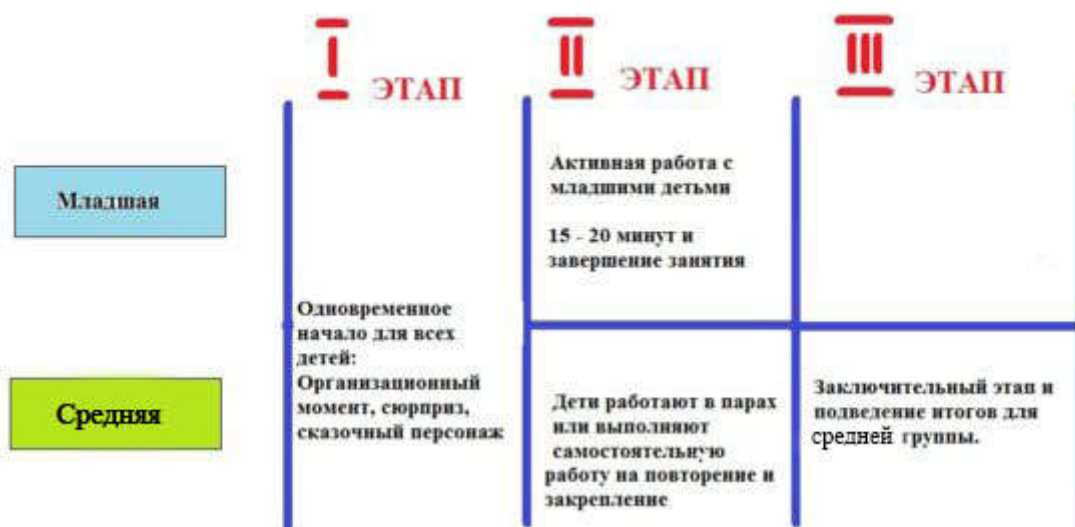 I ЭТАП
II ЭТАП
III ЭТАП
Младшая
Активная работа с
младшими детьми
15 - 20 минут и
завершение занятия
Одновременное
начало для всех
детей:
Организационный
момент, сюрприз,
сказочный персонаж
Средняя
Дети работают в парах
или выполняют
самостоятельную
работу на повторение и
закрепление
Заключительный этап и
подведение итогов для
средней группы.